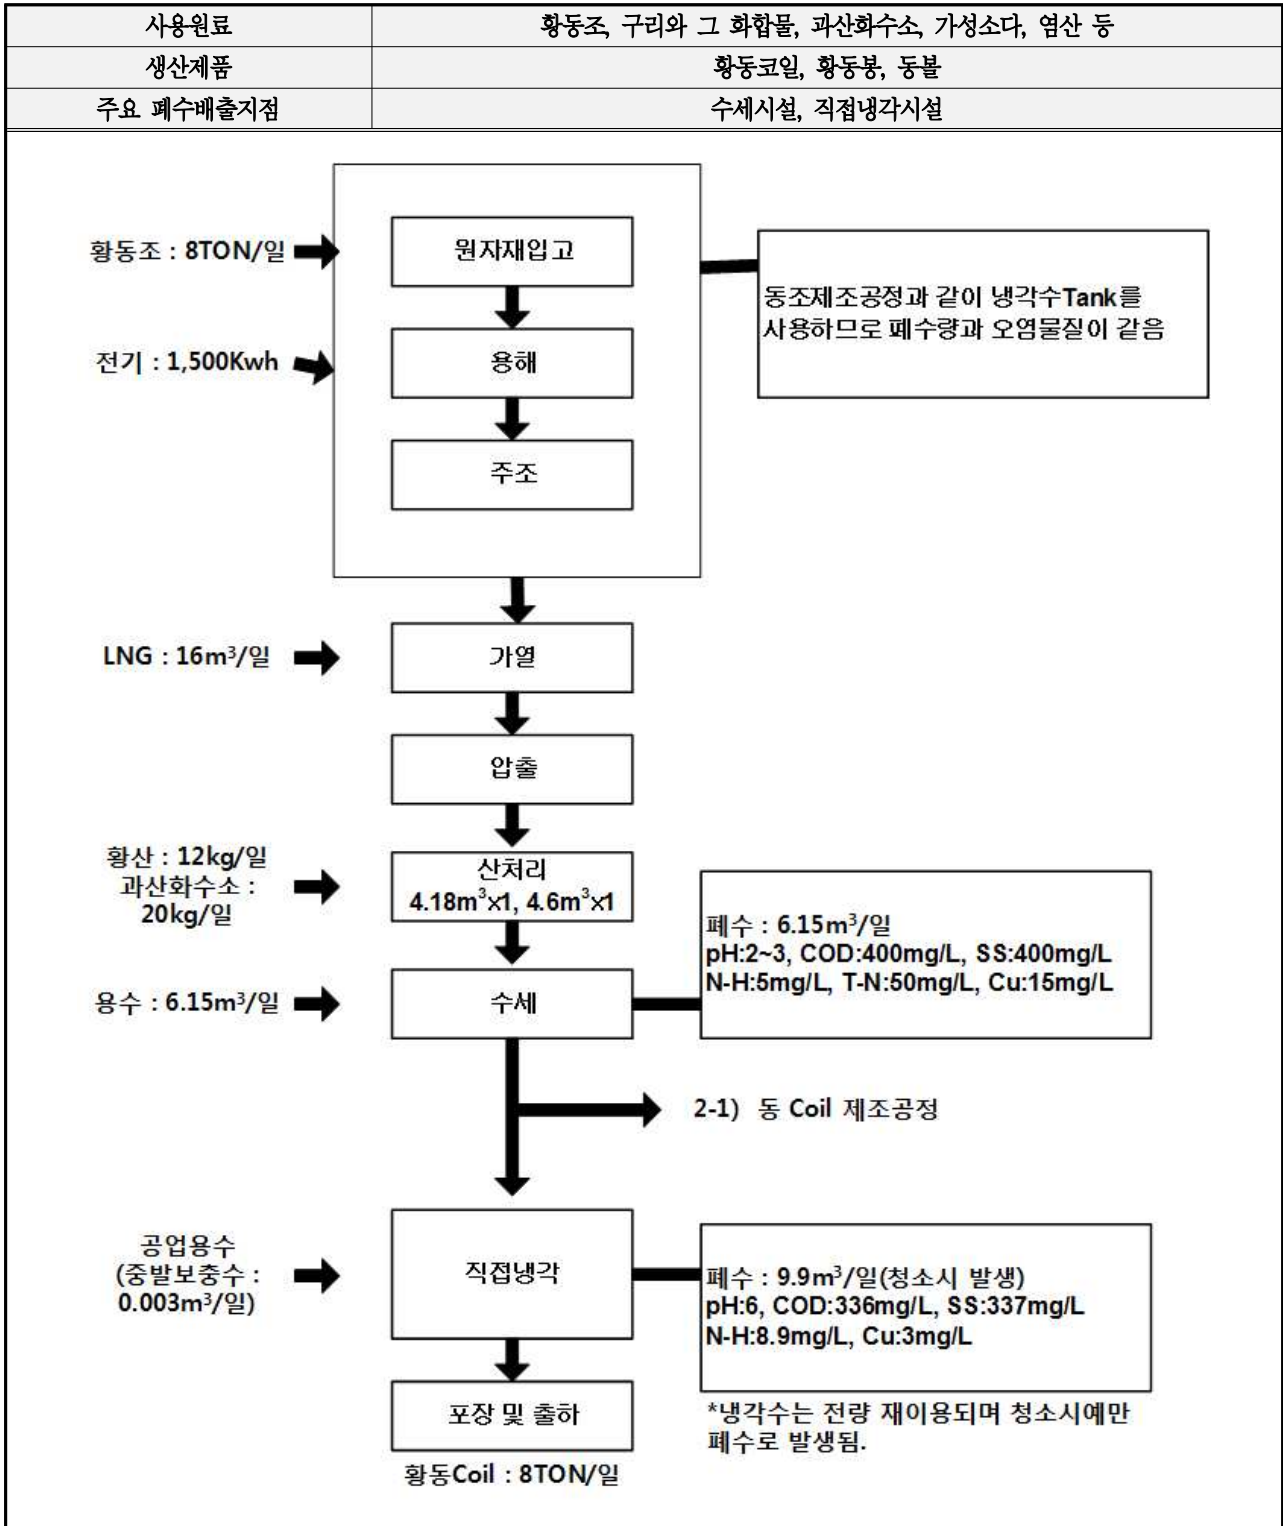 사용원료 황동조, 구리와 그 화합물, 과산화수소, 가성소다, 염산 등
생산제품 황동코일, 황동봉, 동볼
주요 폐수배출지점 수세시설, 직접냉각시설
황동조 : 8TON/일
원자재입고
동조제조공정과 같이 냉각수Tank를
사용하므로 폐수량과 오염물질이 같음
전기 : 1,500Kwh
용해
주조
LNG : 16m³/일
가열
압출
황산 : 12kg/일
과산화수소 :
20kg/일
산처리
4.18m³x1, 4.6m³x1
폐수 : 6.15m³/일
pH:2~3, COD:400mg/L, SS:400mg/L
N-H:5mg/L, T-N:50mg/L, Cu:15mg/L
용수 : 6.15m³/일
수세
2-1) 동 Coil 제조공정
공업용수
(중발보충수 :
0.003m³/일)
직접냉각
폐수 : 9.9m³/일(청소시 발생)
pH:6, COD:336mg/L, SS:337mg/L
N-H:8.9mg/L, Cu:3mg/L
포장 및 출하
*냉각수는 전량 재이용되며 청소시예만
폐수로 발생됨.
황동Coil : 8TON/일